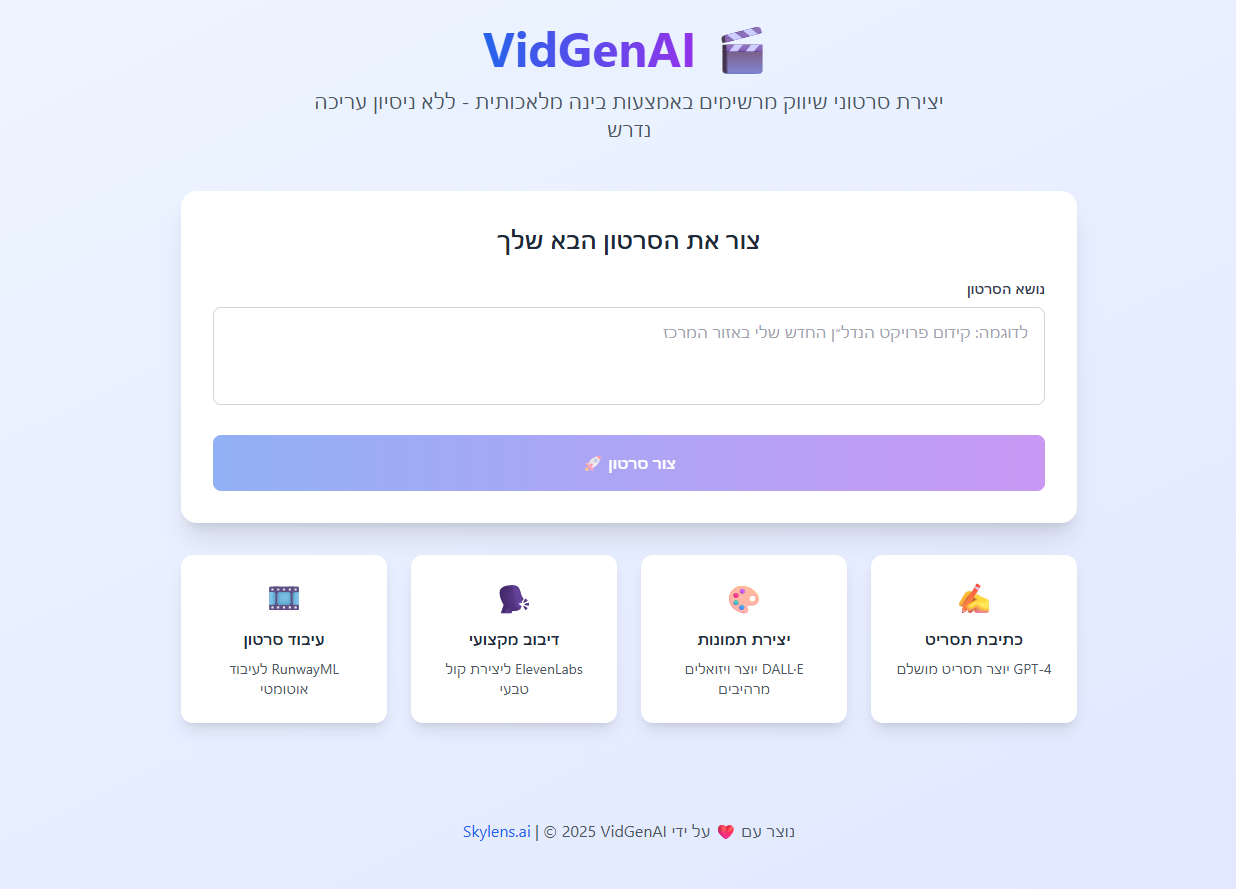 🎬 VidGenAI
יצירת סרטוני שיווק מרשימים באמצעות בינה מלאכותית - ללא ניסיון עריכה
נדרש
צור את הסרטון הבא שלך
נושא הסרטון
לדוגמה: קידום פרויקט הנדל״ן החדש שלי באזור המרכז
צור סרטון 🚀
✍️
כתיבת תסריט
GPT-4 יוצר תסריט מושלם
🎨
יצירת תמונות
DALL·E יוצר ויזואלים
מרהיבים
🗣️
דיבוב מקצועי
ElevenLabs ליצירת קול
טבעי
🎞️
עיבוד סרטון
RunwayML לעיבוד
אוטומטי
נוצר עם ❤️ על ידי VidGenAI © 2025 | Skylens.ai